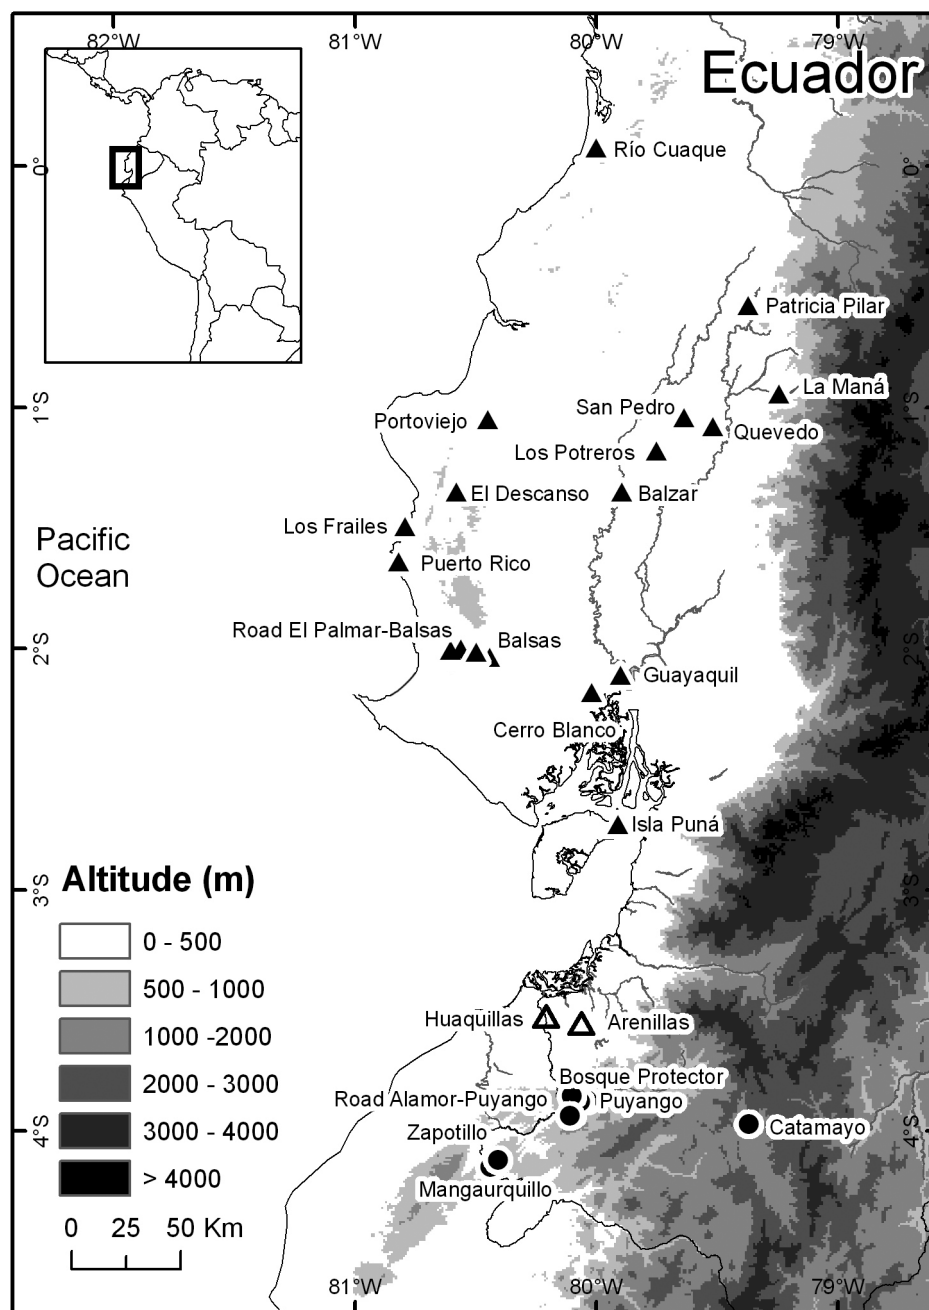 82°W
81°W
80°W
79°W
Ecuador
0°
0°
Río Cuaque
Patricia Pilar
La Maná
1°S
1°S
San Pedro
Portoviejo
Quevedo
Los Potreros
El Descanso
Balzar
Los Frailes
Pacific
Ocean
Puerto Rico
Road El Palmar-Balsas
Balsas
2°S
2°S
Guayaquil
Cerro Blanco
Isla Puná
Altitude (m)
3°S
3°S
0 - 500
500 - 1000
1000 -2000
2000 - 3000
3000 - 4000
> 4000
0 25 50 Km
Huaquillas
Arenillas
Bosque Protector
Puyango
Road Alamor-Puyango
Catamayo
4°S
4°S
Zapotillo
Mangaurquillo
81°W
80°W
79°W